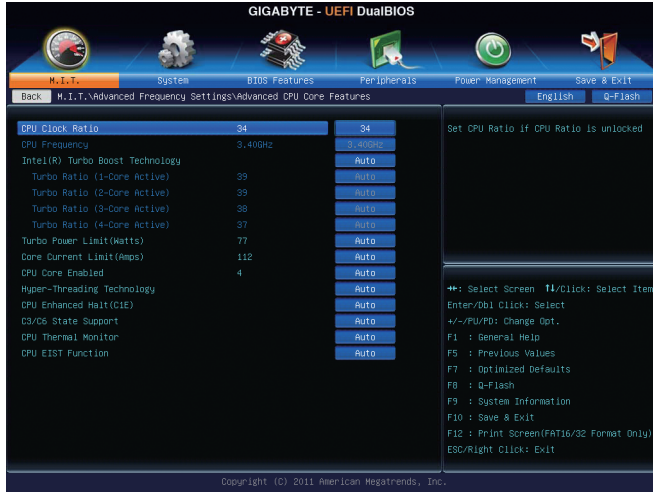 GIGABYTE - UEFI DualBIOS
M.I.T. System BIOS Features Peripherals Power Management Save & Exit
Back M.I.T.\Advanced Frequency Settings\Advanced CPU Core Features English Q-Flash
CPU Clock Ratio 34 34
CPU Frequency 3.40GHz 3.40GHz
Intel(R) Turbo Boost Technology Auto
Turbo Ratio (1-Core Active) 39 Auto
Turbo Ratio (2-Core Active) 39 Auto
Turbo Ratio (3-Core Active) 38 Auto
Turbo Ratio (4-Core Active) 37 Auto
Turbo Power Limit(Watts) 77 Auto
Core Current Limit(Amps) 112 Auto
CPU Core Enabled 4 Auto
Hyper-Threading Technology Auto
CPU Enhanced Halt(C1E) Auto
C3/C6 State Support Auto
CPU Thermal Monitor Auto
CPU EIST Function Auto
Set CPU Ratio if CPU Ratio is unlocked
→←: Select Screen ↑↓/Click: Select Item
Enter/Dbl Click: Select
+/-/PU/PD: Change Opt.
F1 : General Help
F5 : Previous Values
F7 : Optimized Defaults
F8 : Q-Flash
F9 : System Information
F10 : Save & Exit
F12 : Print Screen(FAT16/32 Format Only)
ESC/Right Click: Exit
Copyright (C) 2011 American Megatrends, Inc.